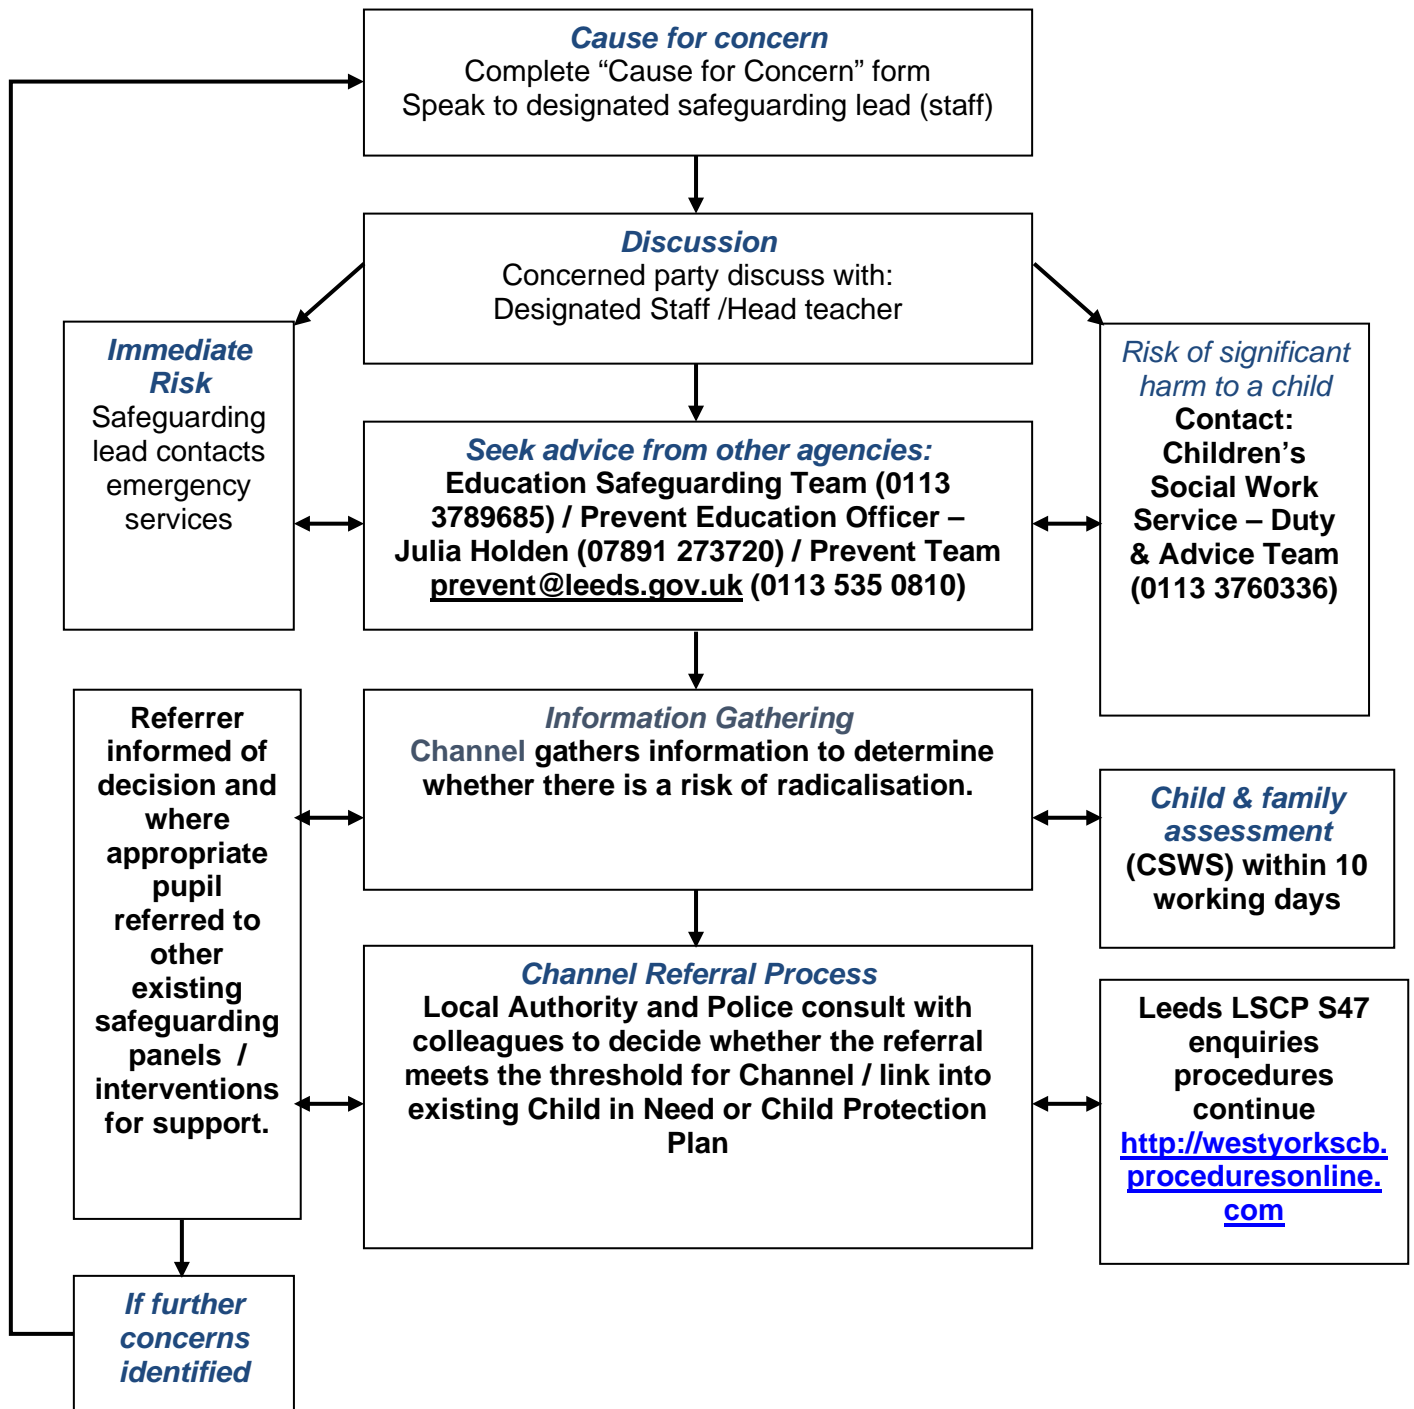 Cause for concern
Complete “Cause for Concern” form
Speak to designated safeguarding lead (staff)
Discussion
Concerned party discuss with:
Designated Staff /Head teacher
Immediate
Risk
Safeguarding
lead contacts
emergency
services
Risk of significant
harm to a child
Contact:
Children’s
Social Work
Service – Duty
& Advice Team
(0113 3760336)
Seek advice from other agencies:
Education Safeguarding Team (0113
3789685) / Prevent Education Officer –
Julia Holden (07891 273720) / Prevent Team
prevent@leeds.gov.uk (0113 535 0810)
Referrer
informed of
decision and
where
appropriate
pupil
referred to
other
existing
safeguarding
panels /
interventions
for support.
Information Gathering
Channel gathers information to determine
whether there is a risk of radicalisation.
Child & family
assessment
(CSWS) within 10
working days
Channel Referral Process
Local Authority and Police consult with
colleagues to decide whether the referral
meets the threshold for Channel / link into
existing Child in Need or Child Protection
Plan
Leeds LSCP S47
enquiries
procedures
continue
http://westyorkscb.
proceduresonline.
com
If further
concerns
identified